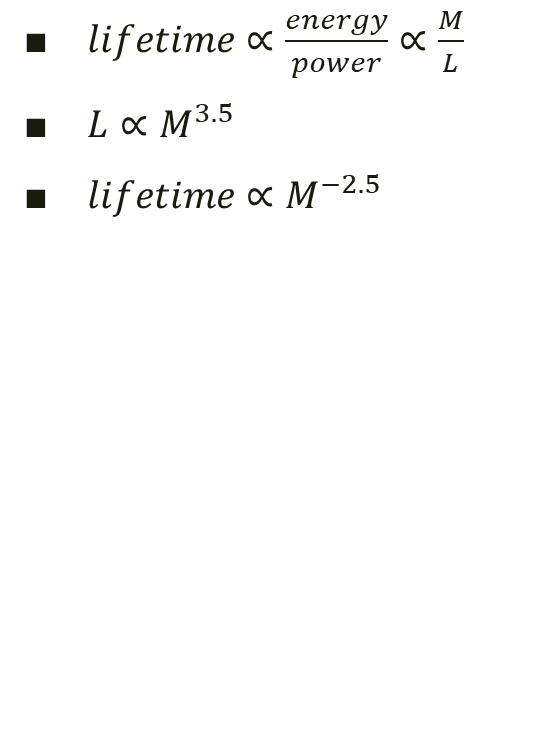 ■ lifetime ∝ energy/power ∝ M/L
■ L ∝ M^3.5
■ lifetime ∝ M^−2.5